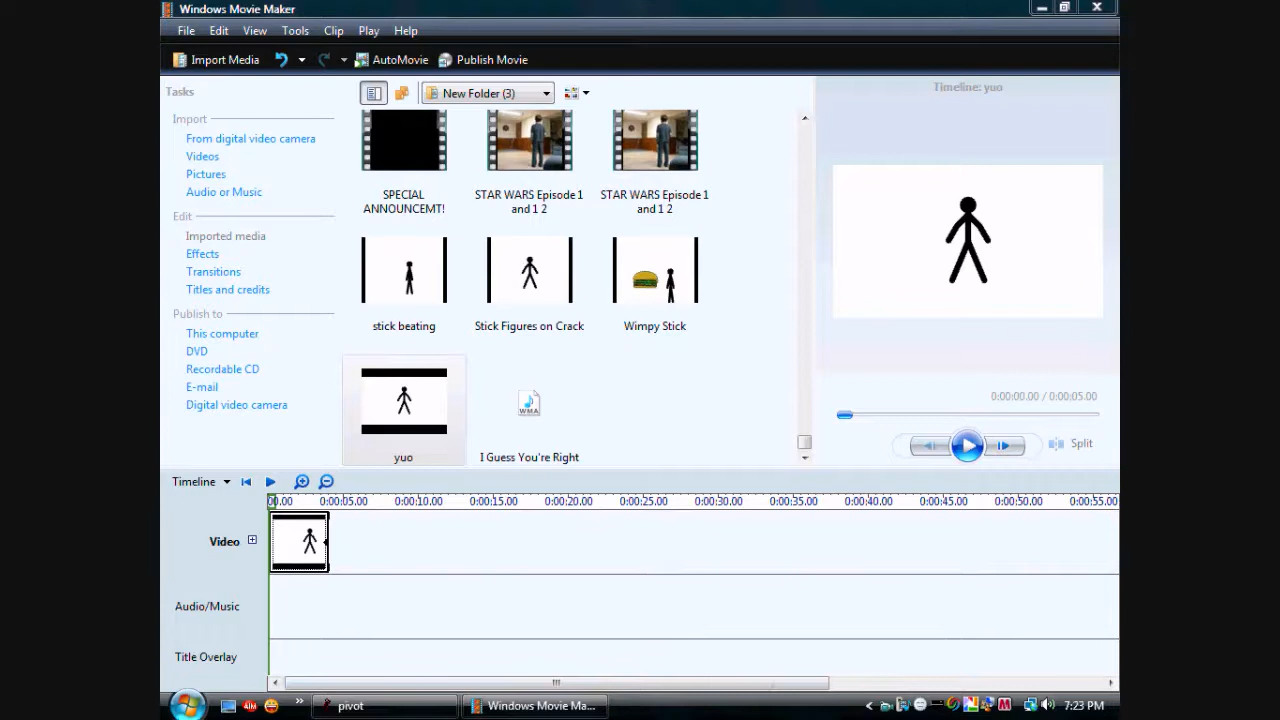 Windows Movie Maker
File Edit View Tools Clip Play Help
Import Media AutoMovie Publish Movie
Tasks
Import
From digital video camera
Videos
Pictures
Audio or Music
Edit
Imported media
Effects
Transitions
Titles and credits
Publish to
This computer
DVD
Recordable CD
E-mail
Digital video camera
New Folder (3)
SPECIAL
ANNOUNCEMT!
STAR WARS Episode 1
and 1 2
STAR WARS Episode 1
and 1 2
stick beating
Stick Figures on Crack
Wimpy Stick
yuo
WMA
I Guess You're Right
Timeline: yuo
0:00:00.00 / 0:00:05.00
Split
Timeline
00.00 0:00:05.00 0:00:10.00 0:00:15.00 0:00:20.00 0:00:25.00 0:00:30.00 0:00:35.00 0:00:40.00 0:00:45.00 0:00:50.00 0:00:55.00
Video
Audio/Music
Title Overlay
AIM
pivot
Windows Movie Ma...
7:23 PM